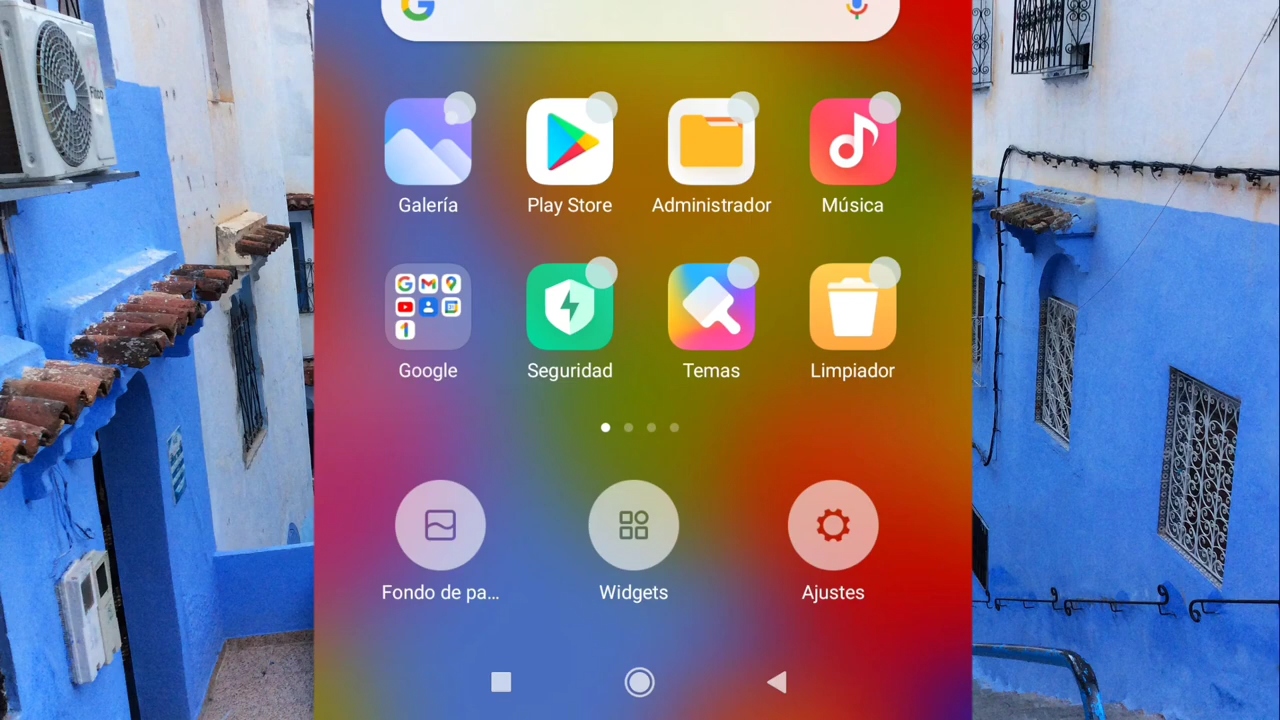 Galería
Play Store
Administrador
Música
Google
Seguridad
Temas
Limpiador
Fondo de pa...
Widgets
Ajustes